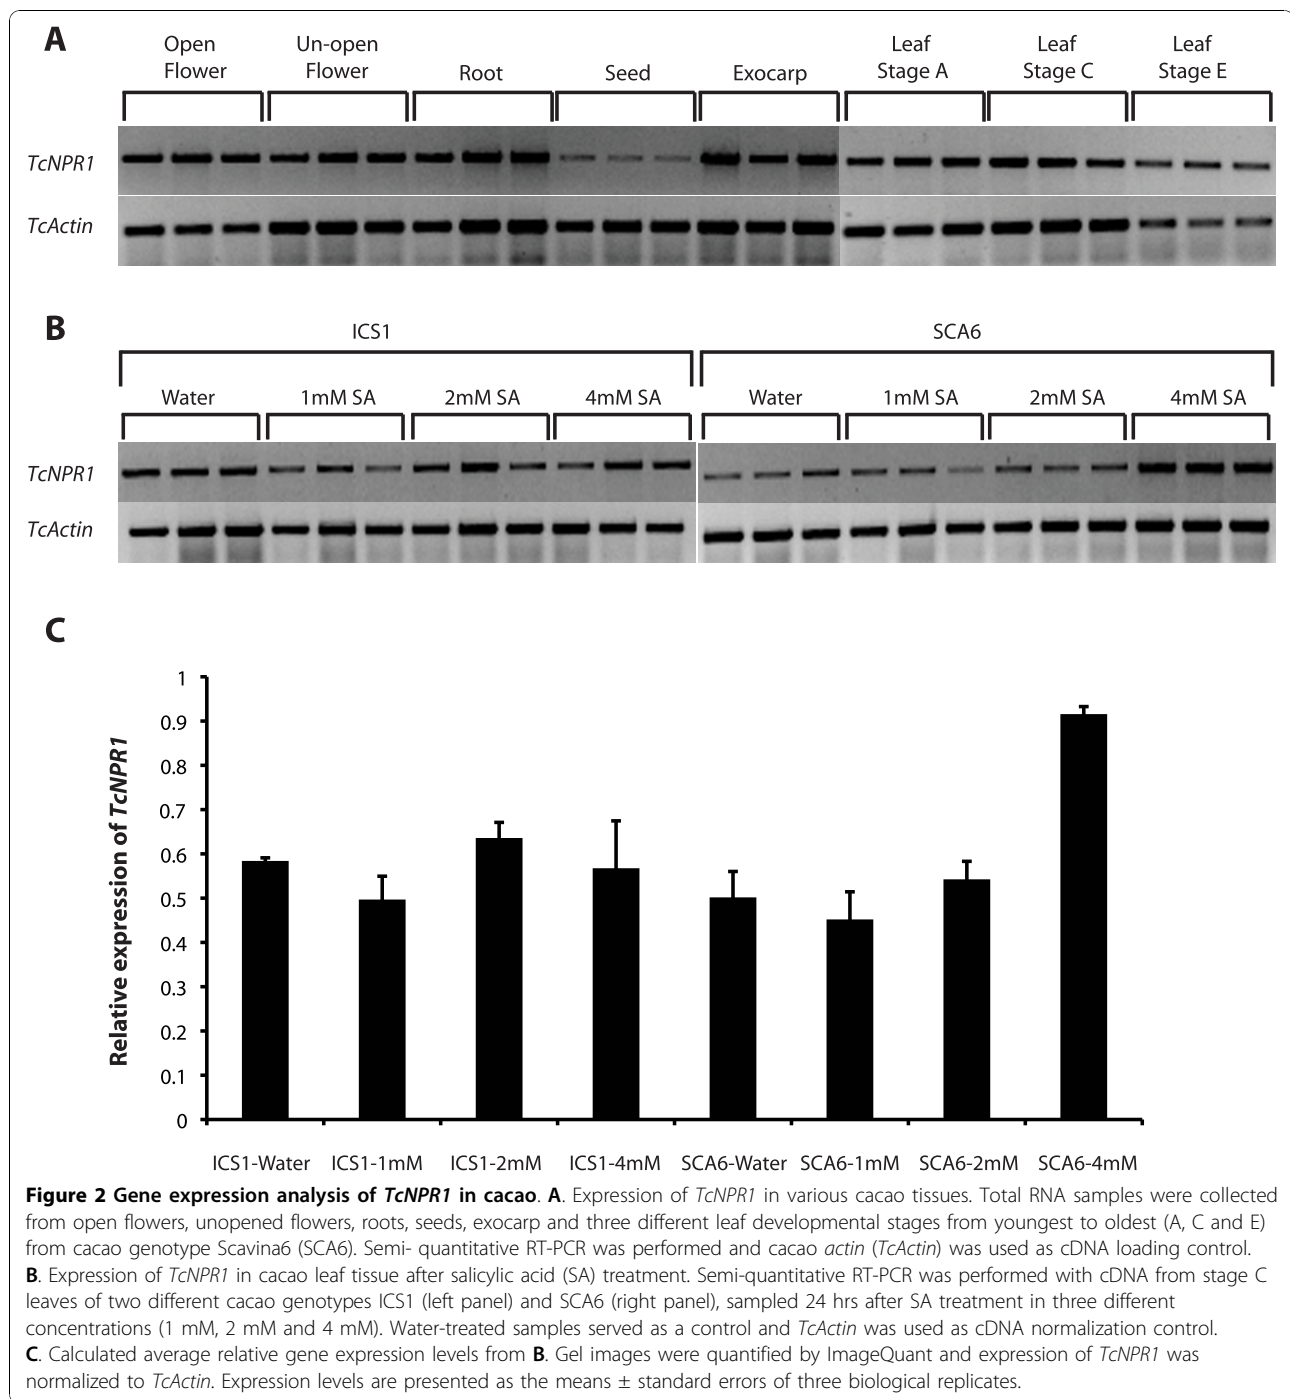 A
Open Flower
Un-open Flower
Root
Seed
Exocarp
Leaf Stage A
Leaf Stage C
Leaf Stage E
TcNPR1
TcActin
B
ICS1
SCA6
Water
1mM SA
2mM SA
4mM SA
Water
1mM SA
2mM SA
4mM SA
TcNPR1
TcActin
C
Relative expression of TcNPR1
1
0.9
0.8
0.7
0.6
0.5
0.4
0.3
0.2
0.1
0
ICS1-Water
ICS1-1mM
ICS1-2mM
ICS1-4mM
SCA6-Water
SCA6-1mM
SCA6-2mM
SCA6-4mM
Figure 2 Gene expression analysis of TcNPR1 in cacao. A. Expression of TcNPR1 in various cacao tissues. Total RNA samples were collected
from open flowers, unopened flowers, roots, seeds, exocarp and three different leaf developmental stages from youngest to oldest (A, C and E)
from cacao genotype Scavina6 (SCA6). Semi- quantitative RT-PCR was performed and cacao actin (TcActin) was used as cDNA loading control.
B. Expression of TcNPR1 in cacao leaf tissue after salicylic acid (SA) treatment. Semi-quantitative RT-PCR was performed with cDNA from stage C
leaves of two different cacao genotypes ICS1 (left panel) and SCA6 (right panel), sampled 24 hrs after SA treatment in three different
concentrations (1 mM, 2 mM and 4 mM). Water-treated samples served as a control and TcActin was used as cDNA normalization control.
C. Calculated average relative gene expression levels from B. Gel images were quantified by ImageQuant and expression of TcNPR1 was
normalized to TcActin. Expression levels are presented as the means ± standard errors of three biological replicates.